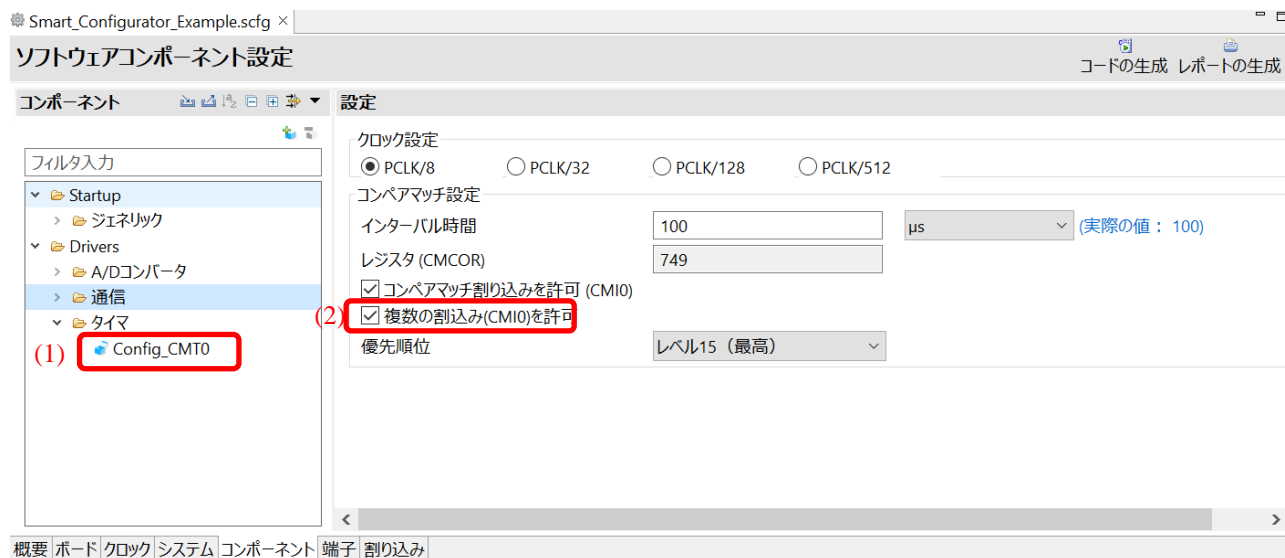 Smart_Configurator_Example.scfg ×
ソフトウェアコンポーネント設定
コードの生成 レポートの生成
コンポーネント
フィルタ入力
Startup
ジェネリック
Drivers
A/Dコンバータ
通信
タイマ
(1) Config_CMT0
設定
クロック設定
PCLK/8 PCLK/32 PCLK/128 PCLK/512
コンペアマッチ設定
インターバル時間 100 µs (実際の値： 100)
レジスタ (CMCOR) 749
コンペアマッチ割り込みを許可 (CMI0)
(2) 複数の割込み(CMI0)を許可
優先順位 レベル15（最高）
概要 ボード クロック システム コンポーネント 端子 割り込み